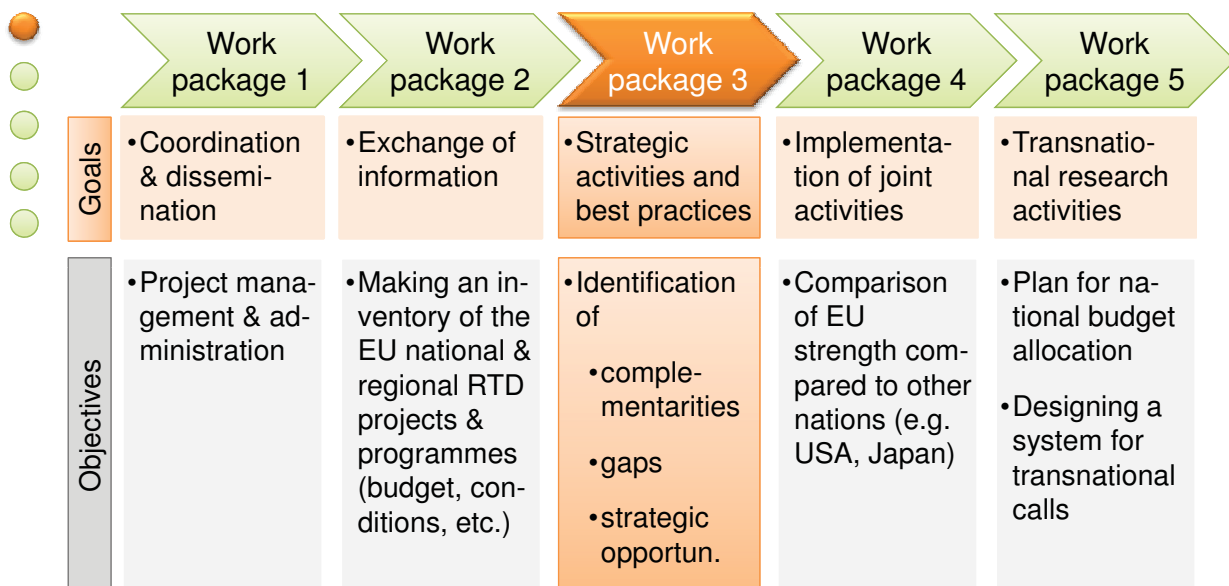 Work
package 1
Work
package 2
Work
package 3
Work
package 4
Work
package 5
Goals
•Coordination
& dissemi-
nation
•Exchange of
information
•Strategic
activities and
best practices
•Implementa-
tion of joint
activities
•Transnatio-
nal research
activities
Objectives
•Project mana-
gement & ad-
ministration
•Making an in-
ventory of the
EU national &
regional RTD
projects &
programmes
(budget, con-
ditions, etc.)
•Identification
of
•comple-
mentarities
•gaps
•strategic
opportun.
•Comparison
of EU
strength com-
pared to other
nations (e.g.
USA, Japan)
•Plan for na-
tional budget
allocation
•Designing a
system for
transnational
calls